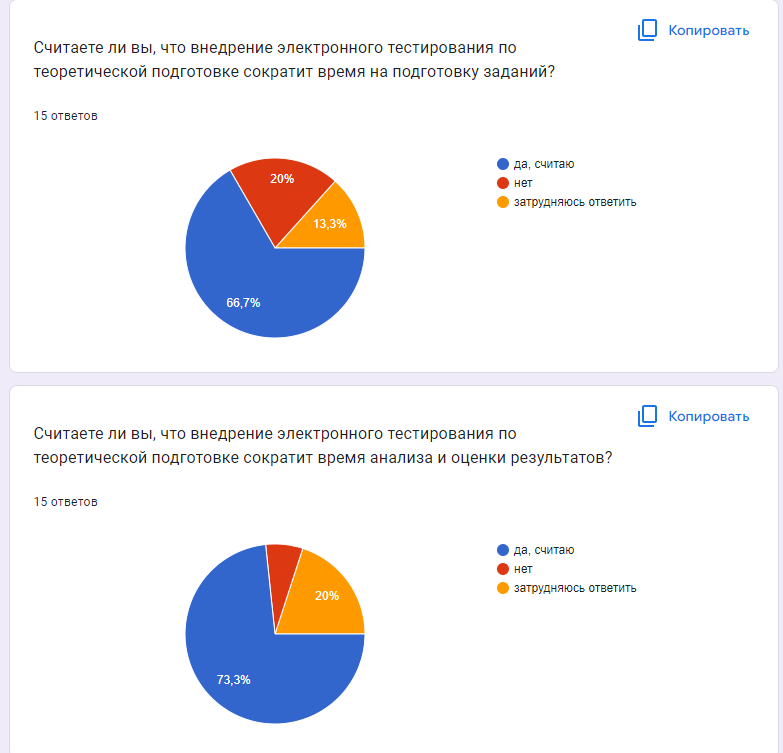 Копировать
Считаете ли вы, что внедрение электронного тестирования по
теоретической подготовке сократит время на подготовку заданий?
15 ответов
да, считаю
нет
затрудняюсь ответить
20%
13,3%
66,7%
Копировать
Считаете ли вы, что внедрение электронного тестирования по
теоретической подготовке сократит время анализа и оценки результатов?
15 ответов
да, считаю
нет
затрудняюсь ответить
20%
73,3%